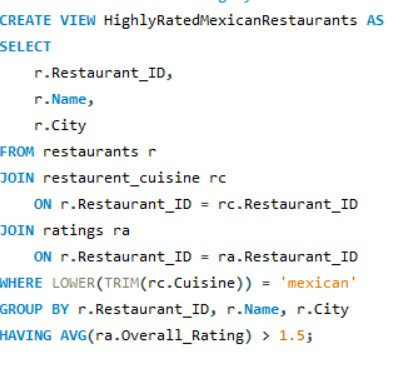 CREATE VIEW HighlyRatedMexicanRestaurants AS
SELECT
    r.Restaurant_ID,
    r.Name,
    r.City
FROM restaurants r
JOIN restaurent_cuisine rc
    ON r.Restaurant_ID = rc.Restaurant_ID
JOIN ratings ra
    ON r.Restaurant_ID = ra.Restaurant_ID
WHERE LOWER(TRIM(rc.Cuisine)) = 'mexican'
GROUP BY r.Restaurant_ID, r.Name, r.City
HAVING AVG(ra.Overall_Rating) > 1.5;